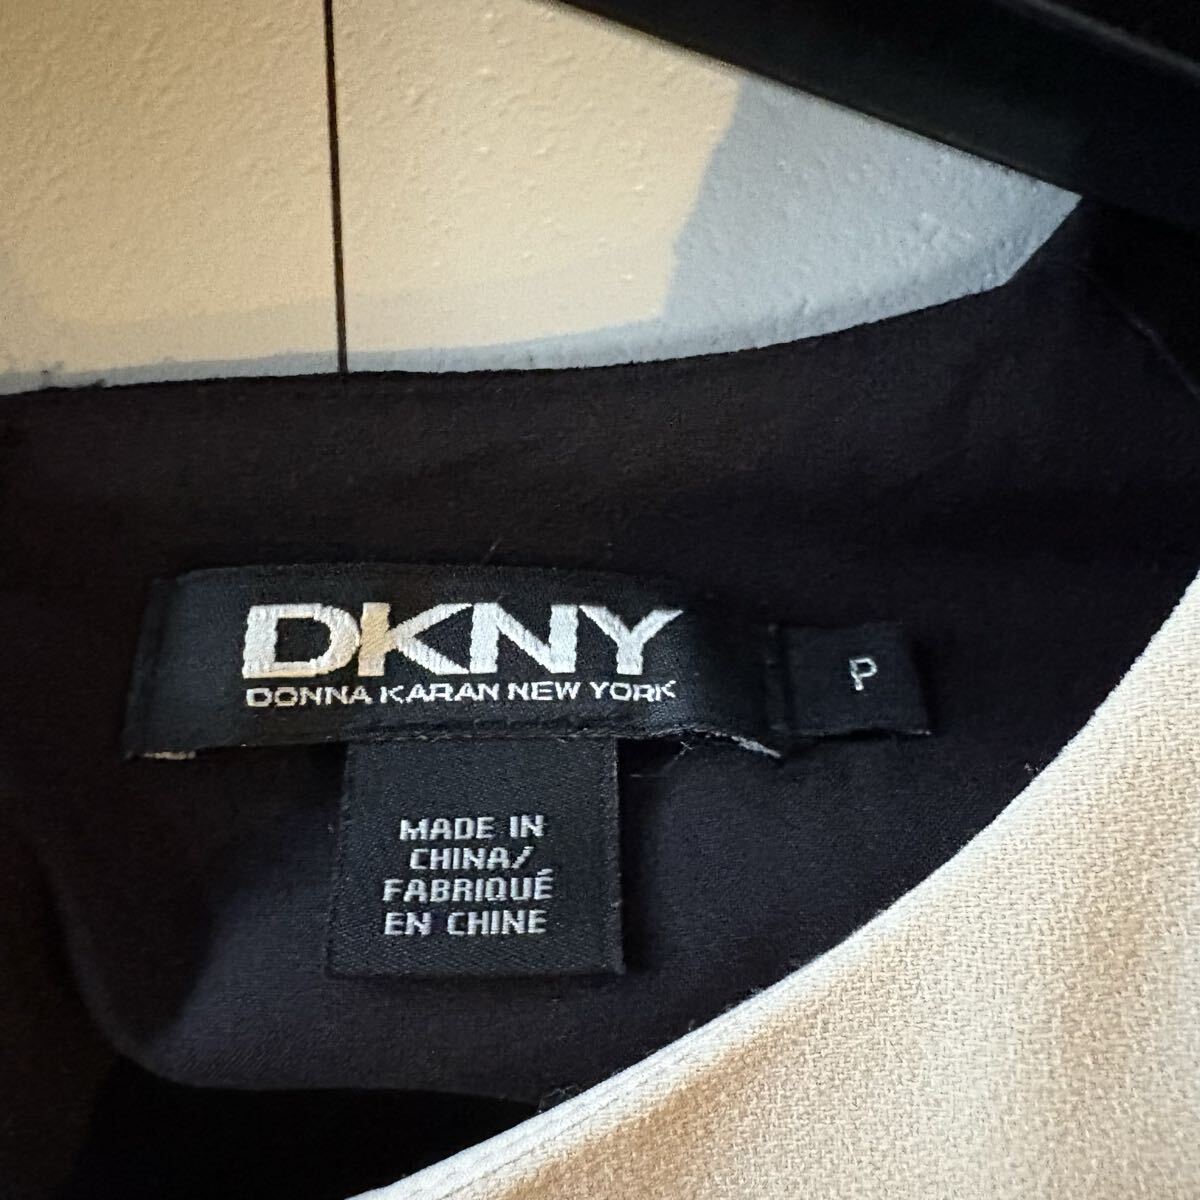 DKNY
DONNA KARAN NEW YORK
P
MADE IN
CHINA/
FABRIQUÉ
EN CHINE